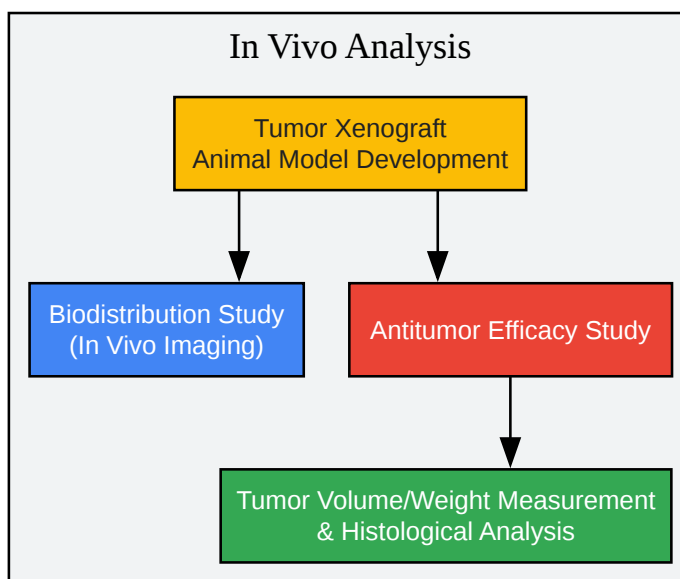 In Vivo Analysis
Tumor Xenograft
Animal Model Development
Biodistribution Study
(In Vivo Imaging)
Antitumor Efficacy Study
Tumor Volume/Weight Measurement
& Histological Analysis